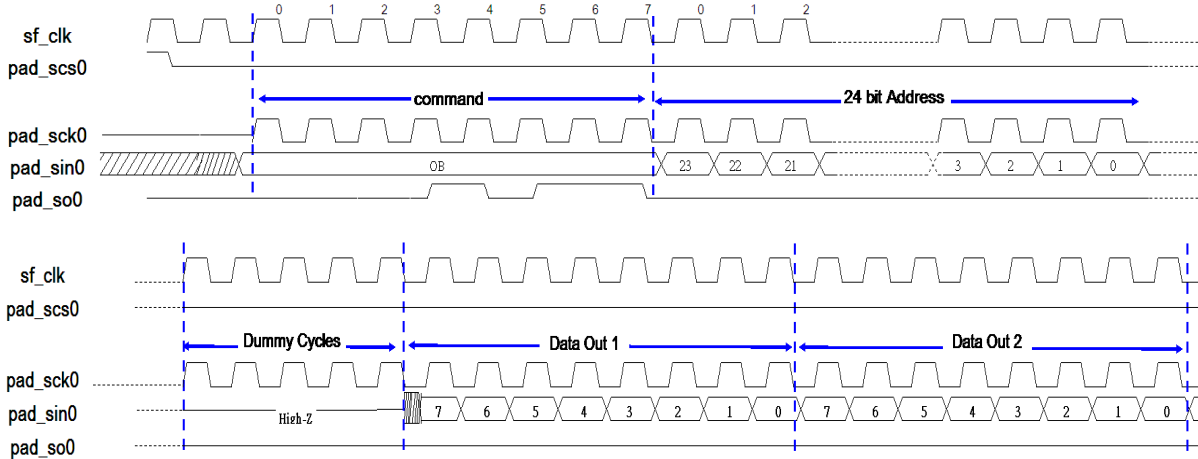 0 1 2 3 4 5 6 7 0 1 2
sf_clk
pad_scs0
command 24 bit Address
pad_sck0
pad_sin0 OB 23 22 21 3 2 1 0
pad_so0
sf_clk
pad_scs0
Dummy Cycles Data Out 1 Data Out 2
pad_sck0
pad_sin0 High-Z 7 6 5 4 3 2 1 0 7 6 5 4 3 2 1 0
pad_so0